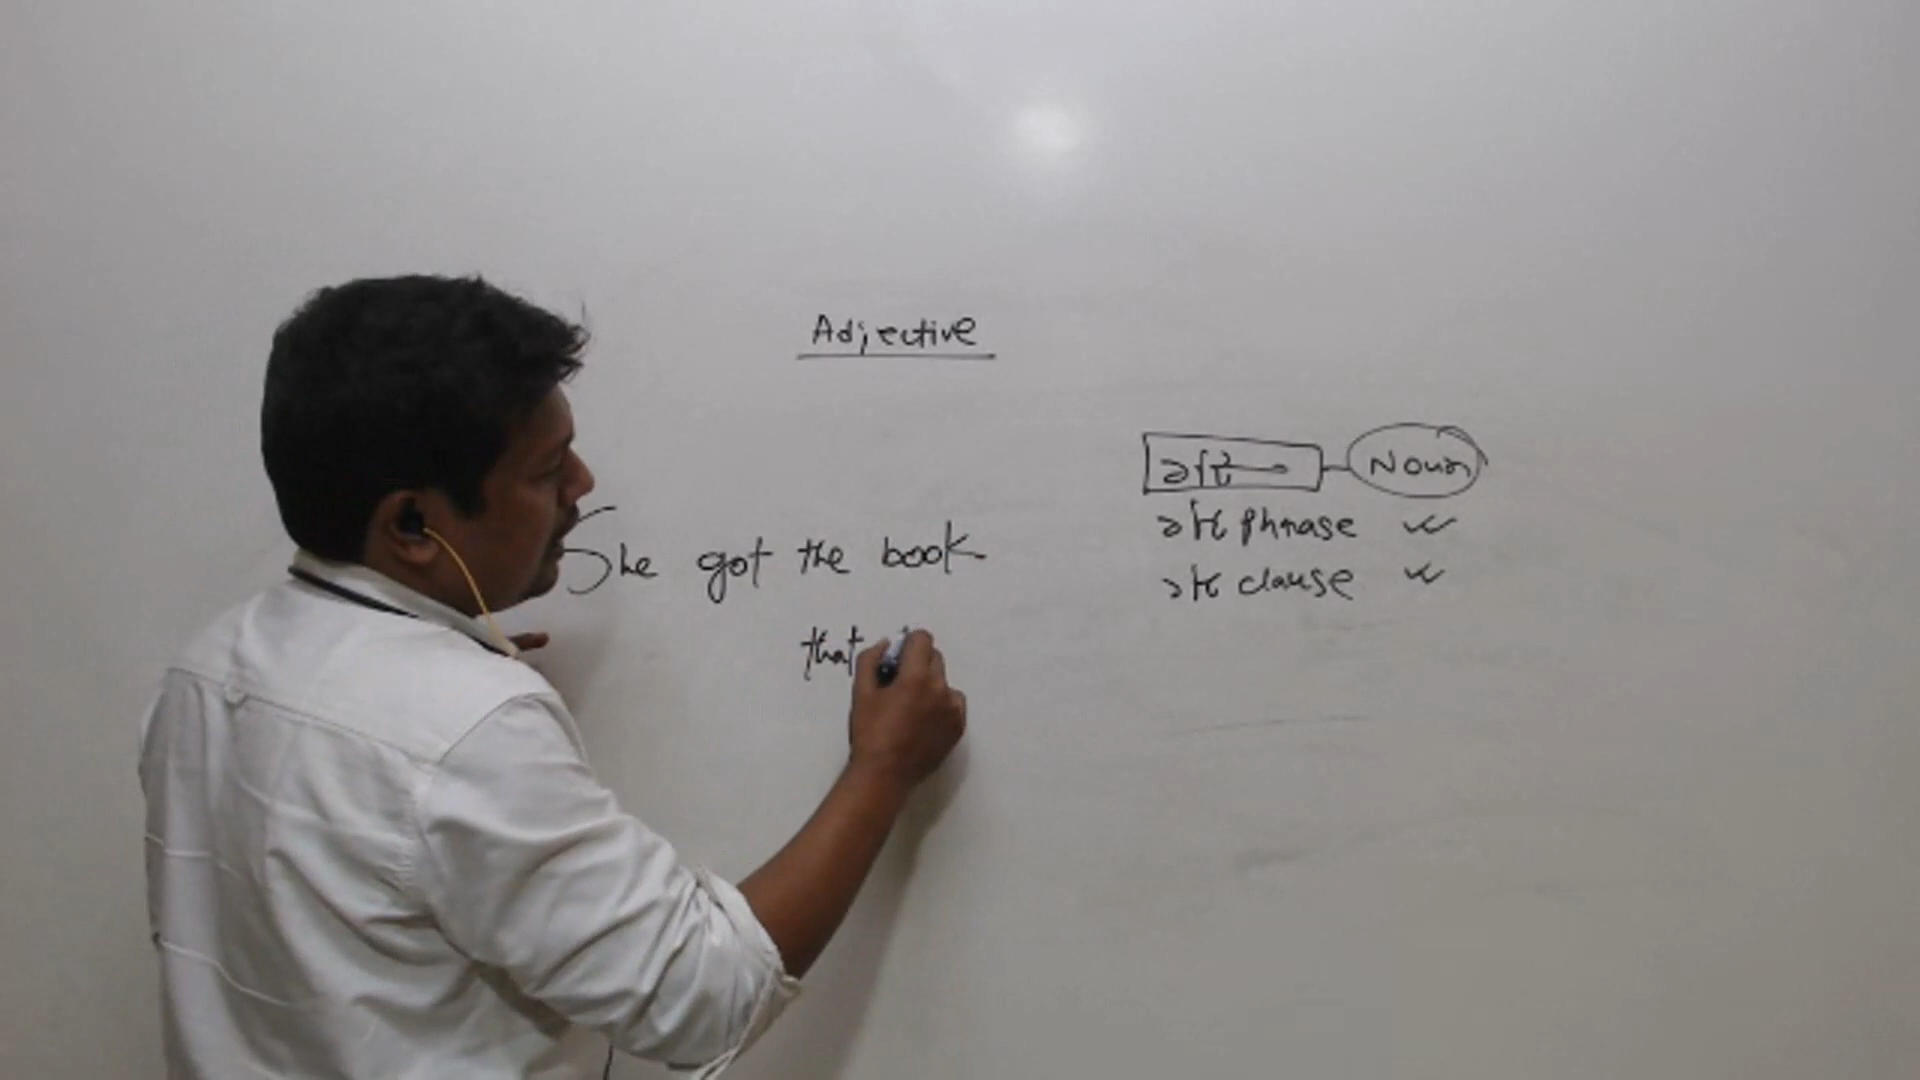 Adjective
Noun
She got the book
phrase
clause
that